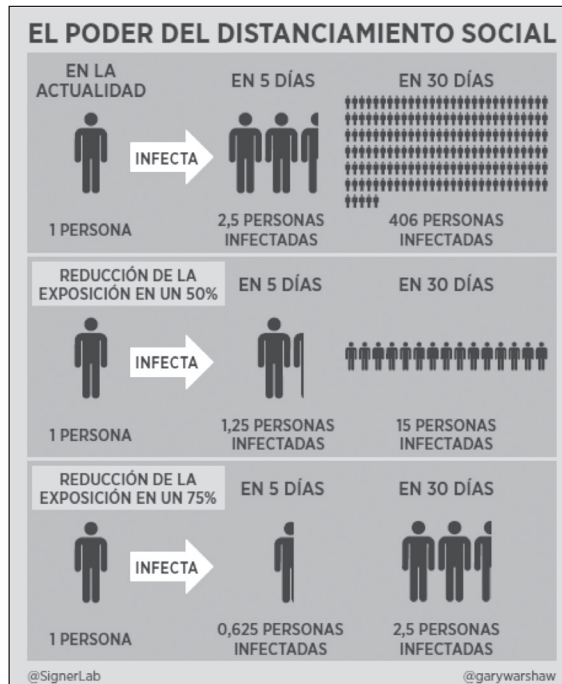 EL PODER DEL DISTANCIAMIENTO SOCIAL
EN LA
ACTUALIDAD
EN 5 DÍAS
EN 30 DÍAS
INFECTA
1 PERSONA
2,5 PERSONAS
INFECTADAS
406 PERSONAS
INFECTADAS
REDUCCIÓN DE LA
EXPOSICIÓN EN UN 50%
EN 5 DÍAS
EN 30 DÍAS
INFECTA
1 PERSONA
1,25 PERSONAS
INFECTADAS
15 PERSONAS
INFECTADAS
REDUCCIÓN DE LA
EXPOSICIÓN EN UN 75%
EN 5 DÍAS
EN 30 DÍAS
INFECTA
1 PERSONA
0,625 PERSONAS
INFECTADAS
2,5 PERSONAS
INFECTADAS
@SignerLab
@garywarshaw